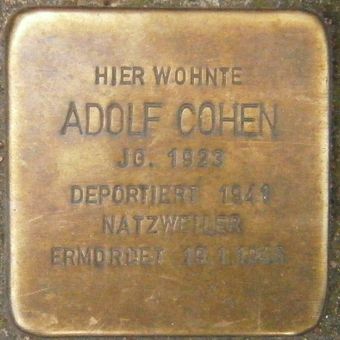 HIER WOHNTE
ADOLF COHEN
JG. 1923
DEPORTIERT
NATZWEILER
ERMORDET